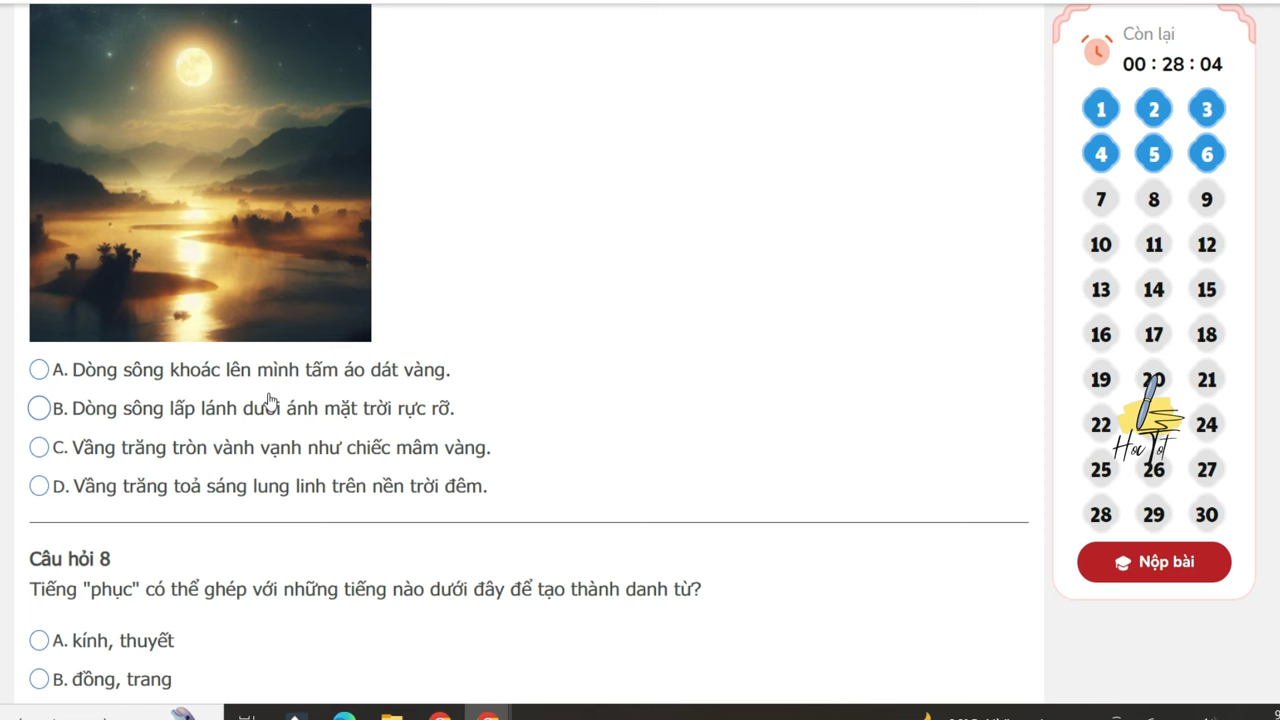 Còn lại
00 : 28 : 04
1 2 3
4 5 6
7 8 9
10 11 12
13 14 15
16 17 18
19 20 21
22 24
25 26 27
28 29 30
Học Tốt
Nộp bài
A. Dòng sông khoác lên mình tấm áo dát vàng.
B. Dòng sông lấp lánh dưới ánh mặt trời rực rỡ.
C. Vầng trăng tròn vành vạnh như chiếc mâm vàng.
D. Vầng trăng toả sáng lung linh trên nền trời đêm.
Câu hỏi 8
Tiếng "phục" có thể ghép với những tiếng nào dưới đây để tạo thành danh từ?
A. kính, thuyết
B. đồng, trang